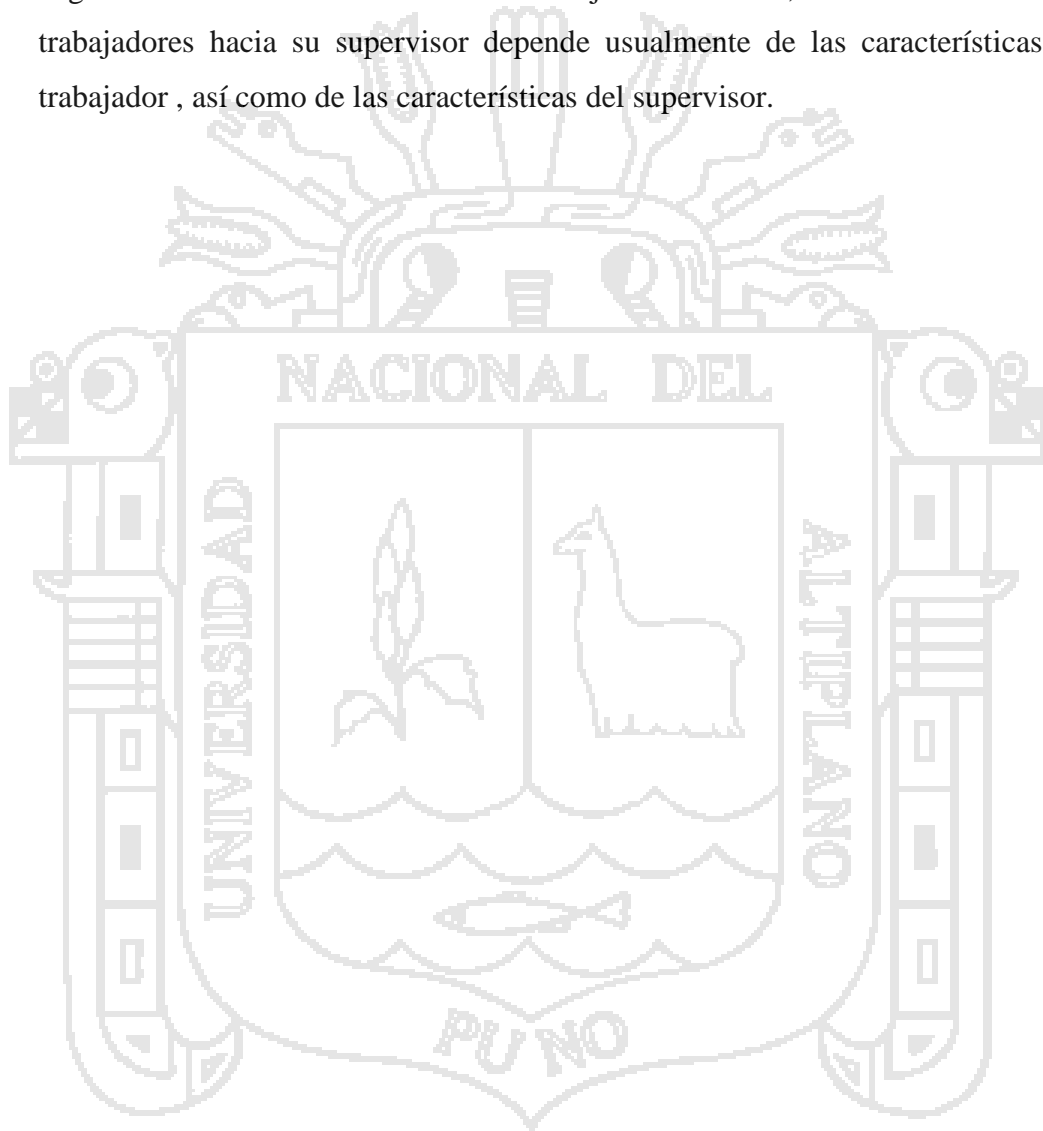 trabajadores hacia su supervisor depende usualmente de las características
trabajador , así como de las características del supervisor.
NACIONAL DEL
UNIVERSIDAD
ALTIPLANO
PUNO